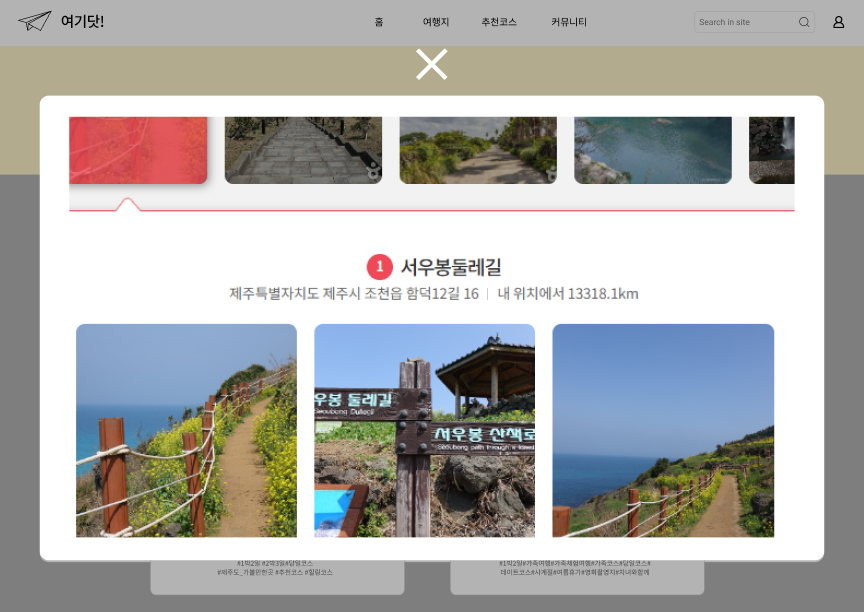 여기닷!
홈
여행지
추천코스
커뮤니티
Search in site
1 서우봉둘레길
제주특별자치도 제주시 조천읍 함덕12길 16 | 내 위치에서 13318.1km
우봉 둘레길
Seoubong Dullegil
서우봉 산책로
Seoubong path through a
#1박2일 #2박3일#당일코스
#제주도_가볼만한곳 #추천코스 #힐링코스
#1박2일#가족여행#가족체험여행#가족코스#당일코스#
데이트코스#사계절#여름휴가#영화촬영지#자녀와함께